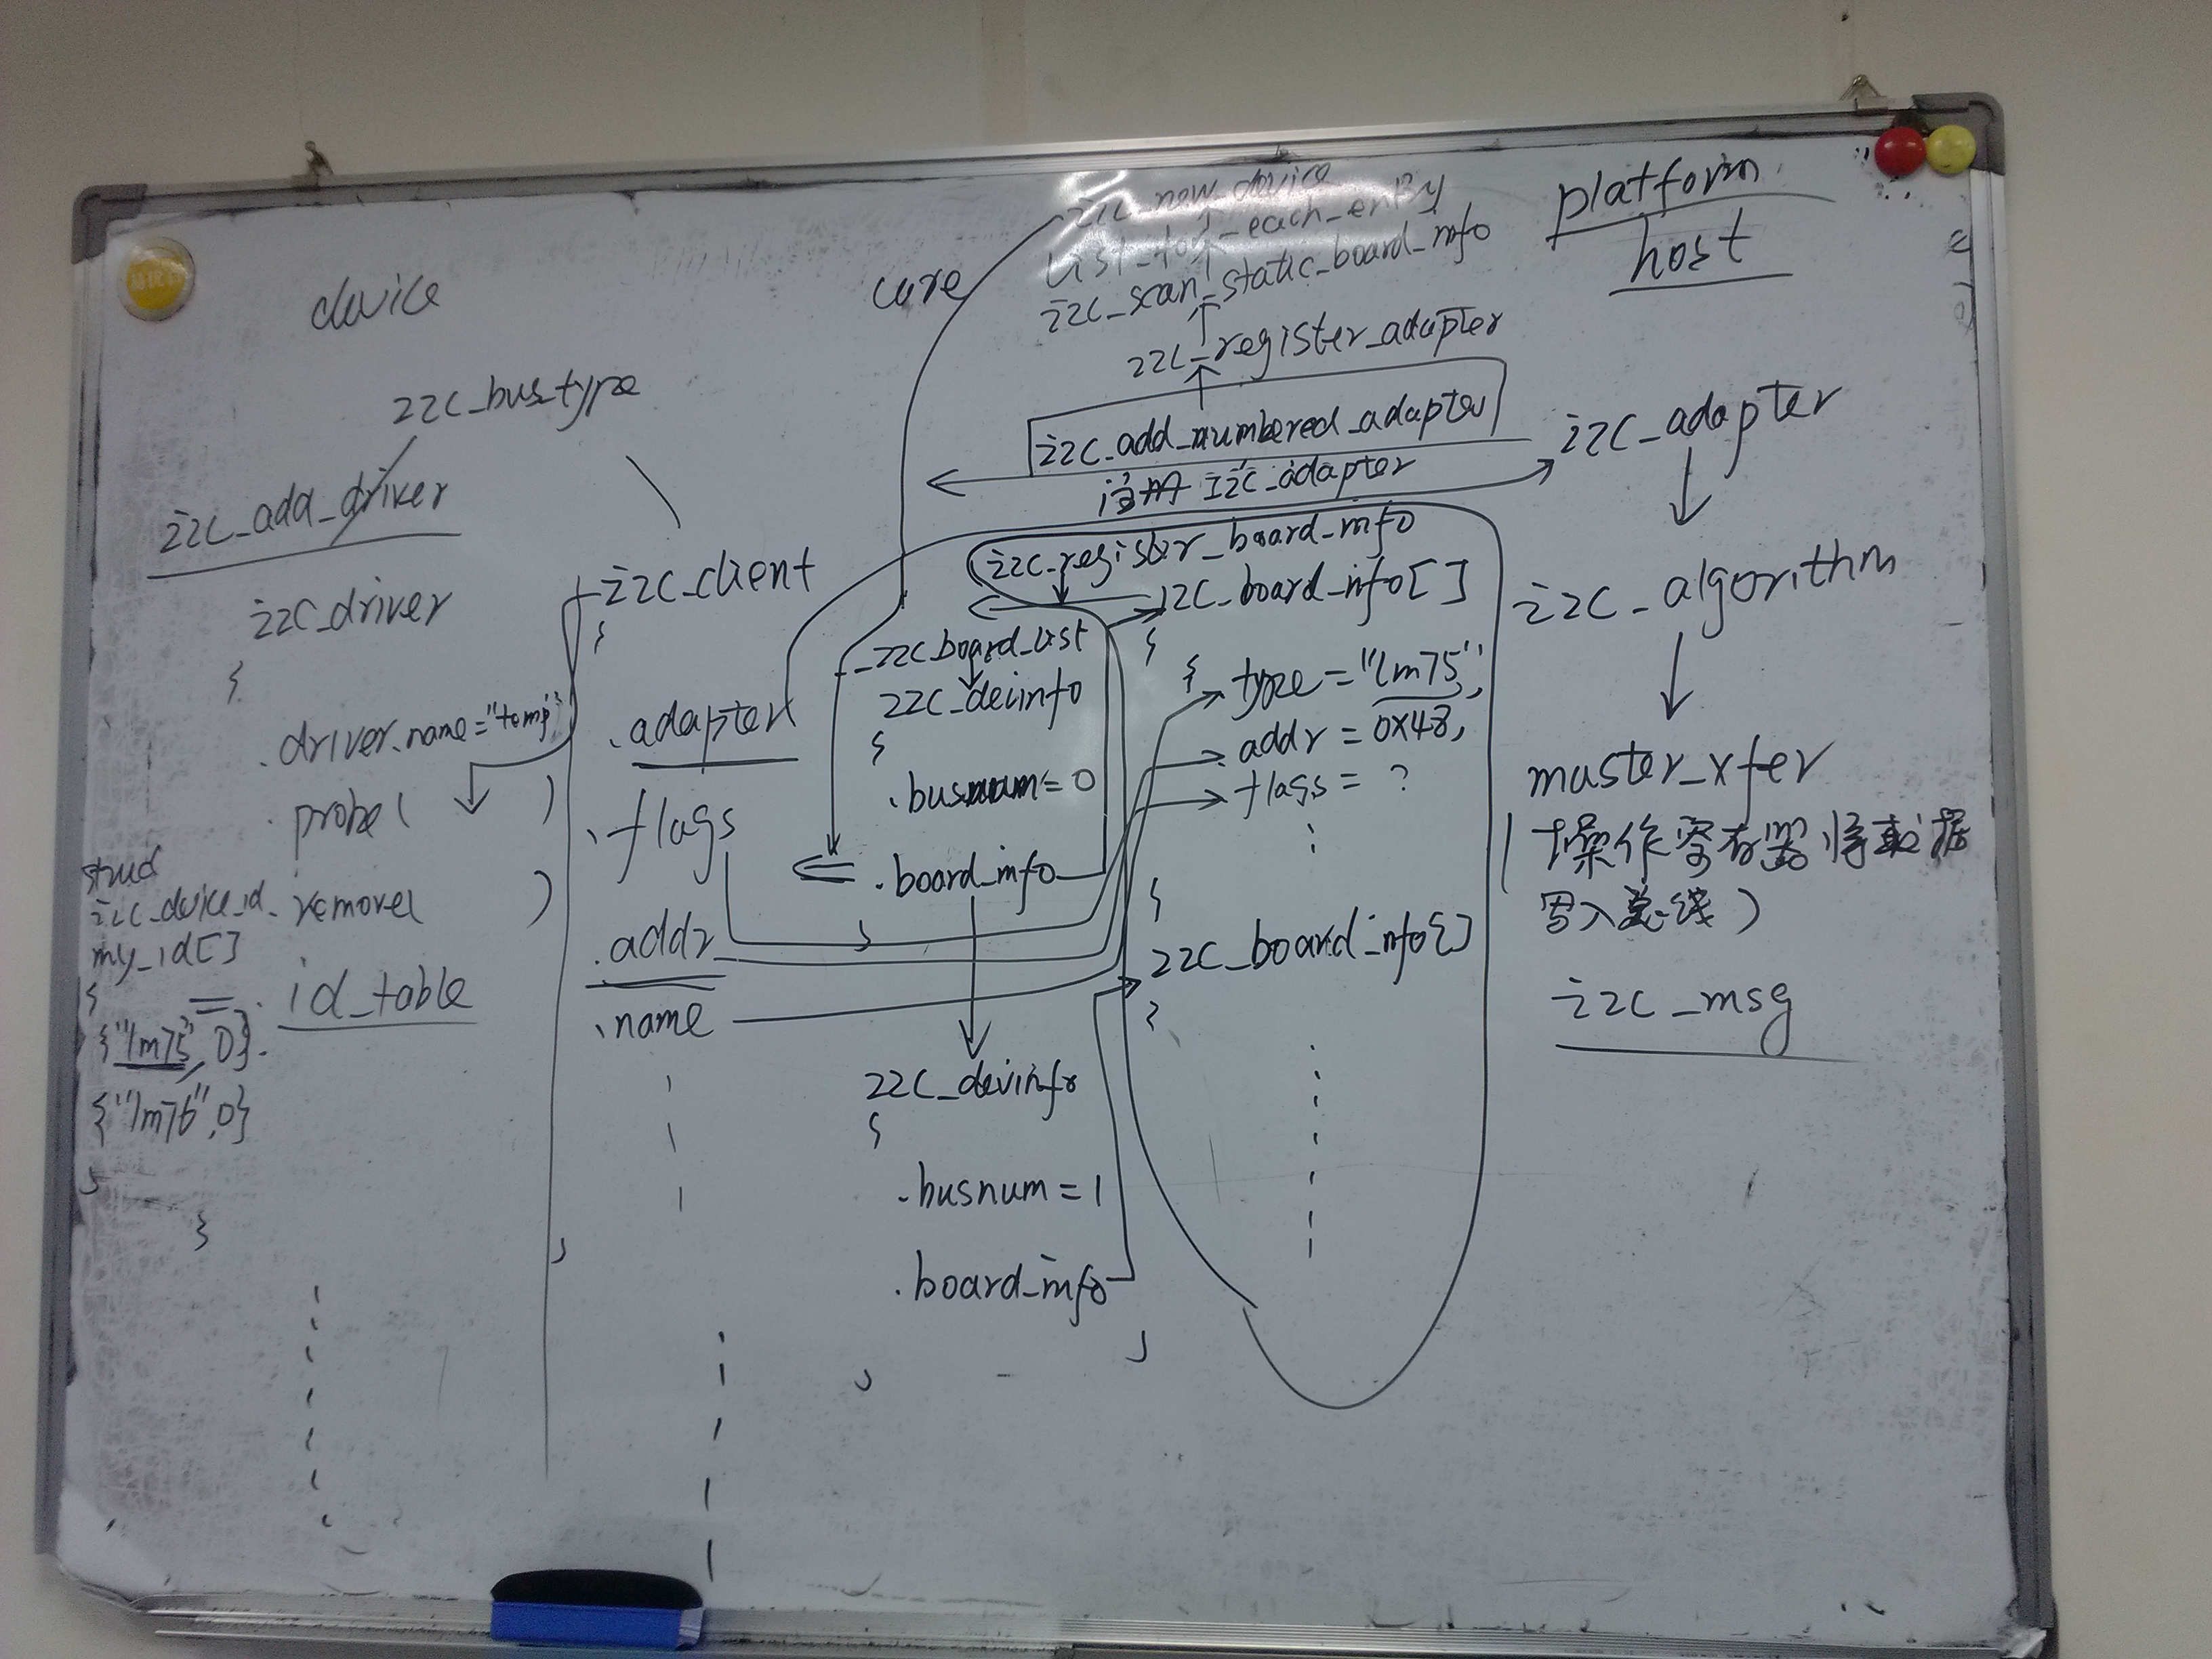 device
i2c_bus_type
i2c_add_driver
i2c_driver
{
.driver.name="temp"
.probe( )
.remove( )
.id_table
struct
i2c_device_id
my_id[]
{
{"lm75",0}.
{"lm76",0}
}
}
i2c_client
{
.adapter
.flags
.addr
.name
}
core
i2c_new_device
list_for_each_entry
i2c_scan_static_board_info
i2c_register_adapter
i2c_add_numbered_adapter
注册 I2C_adapter
i2c_register_board_info
i2c_board_list
i2c_devinfo
{
.busnum=0
.board_info
}
i2c_devinfo
{
.busnum=1
.board_info
}
i2C_board_info[]
{
{ type="lm75",
addr=0x48,
flags=?
}
i2C_board_info[]
{
platform
host
i2C_adapter
i2C_algorithm
master_xfer
(操作寄存器将数据
写入总线)
i2C_msg